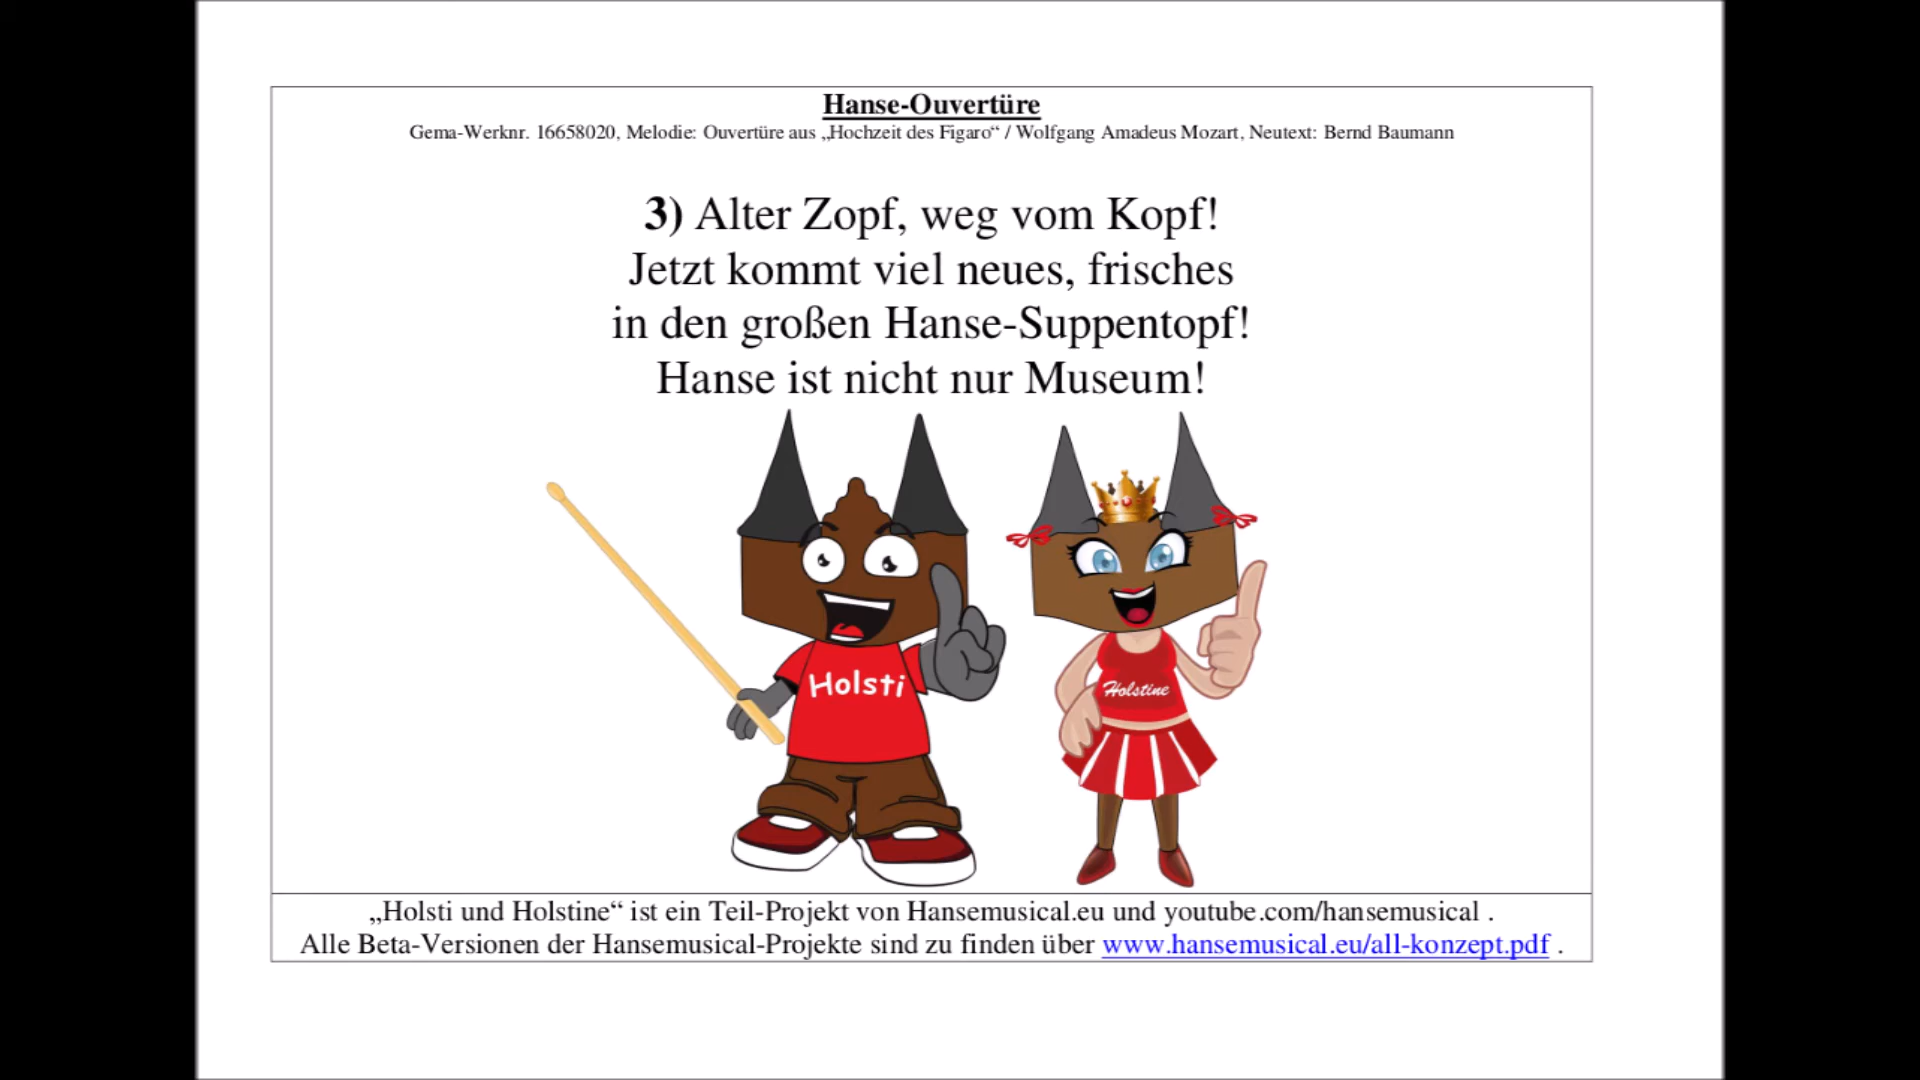 Hanse-Ouvertüre
Gema-Werknr. 16658020, Melodie: Ouvertüre aus „Hochzeit des Figaro“ / Wolfgang Amadeus Mozart, Neutext: Bernd Baumann
3) Alter Zopf, weg vom Kopf!
Jetzt kommt viel neues, frisches
in den großen Hanse-Suppentopf!
Hanse ist nicht nur Museum!
Holsti
Holstine
„Holsti und Holstine“ ist ein Teil-Projekt von Hansemusical.eu und youtube.com/hansemusical .
Alle Beta-Versionen der Hansemusical-Projekte sind zu finden über www.hansemusical.eu/all-konzept.pdf .